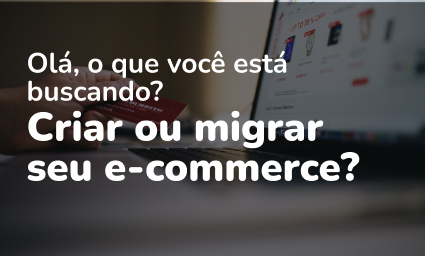 Olá, o que você está
buscando?
Criar ou migrar
seu e-commerce?